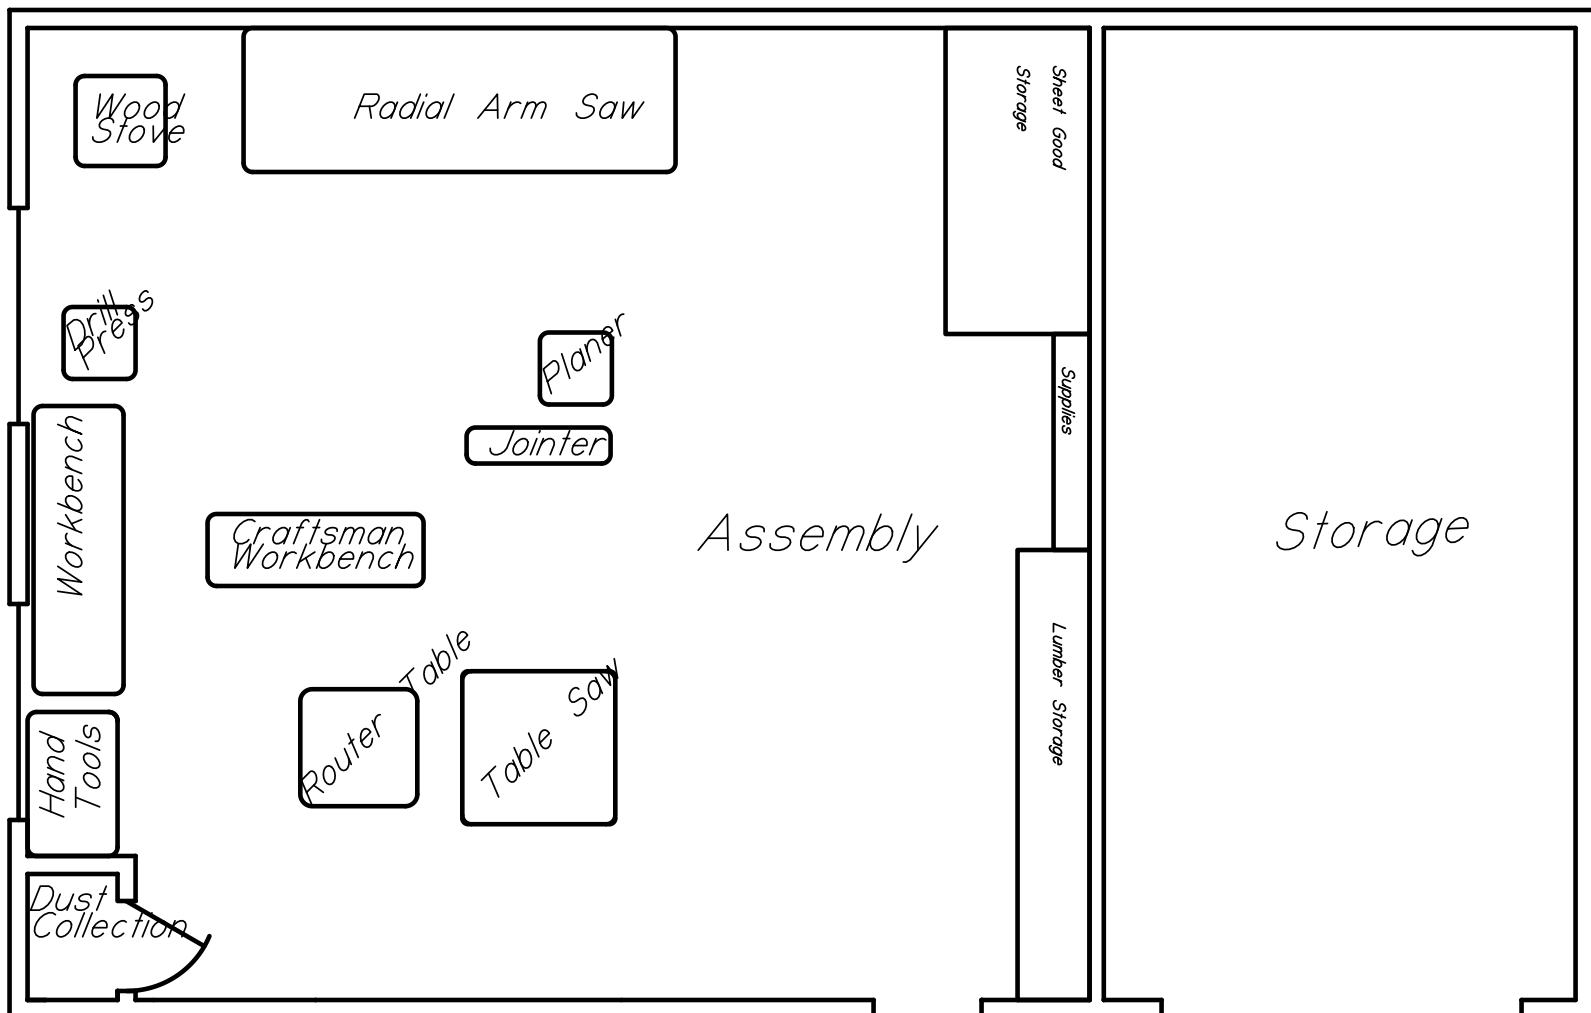 Wood
Stove
Radial Arm Saw
Sheet Good
Storage
Drill
Press
Planer
Supplies
Workbench
Jointer
Craftsman
Workbench
Assembly
Storage
Router Table
Table Saw
Lumber Storage
Hand
Tools
Dust
Collection